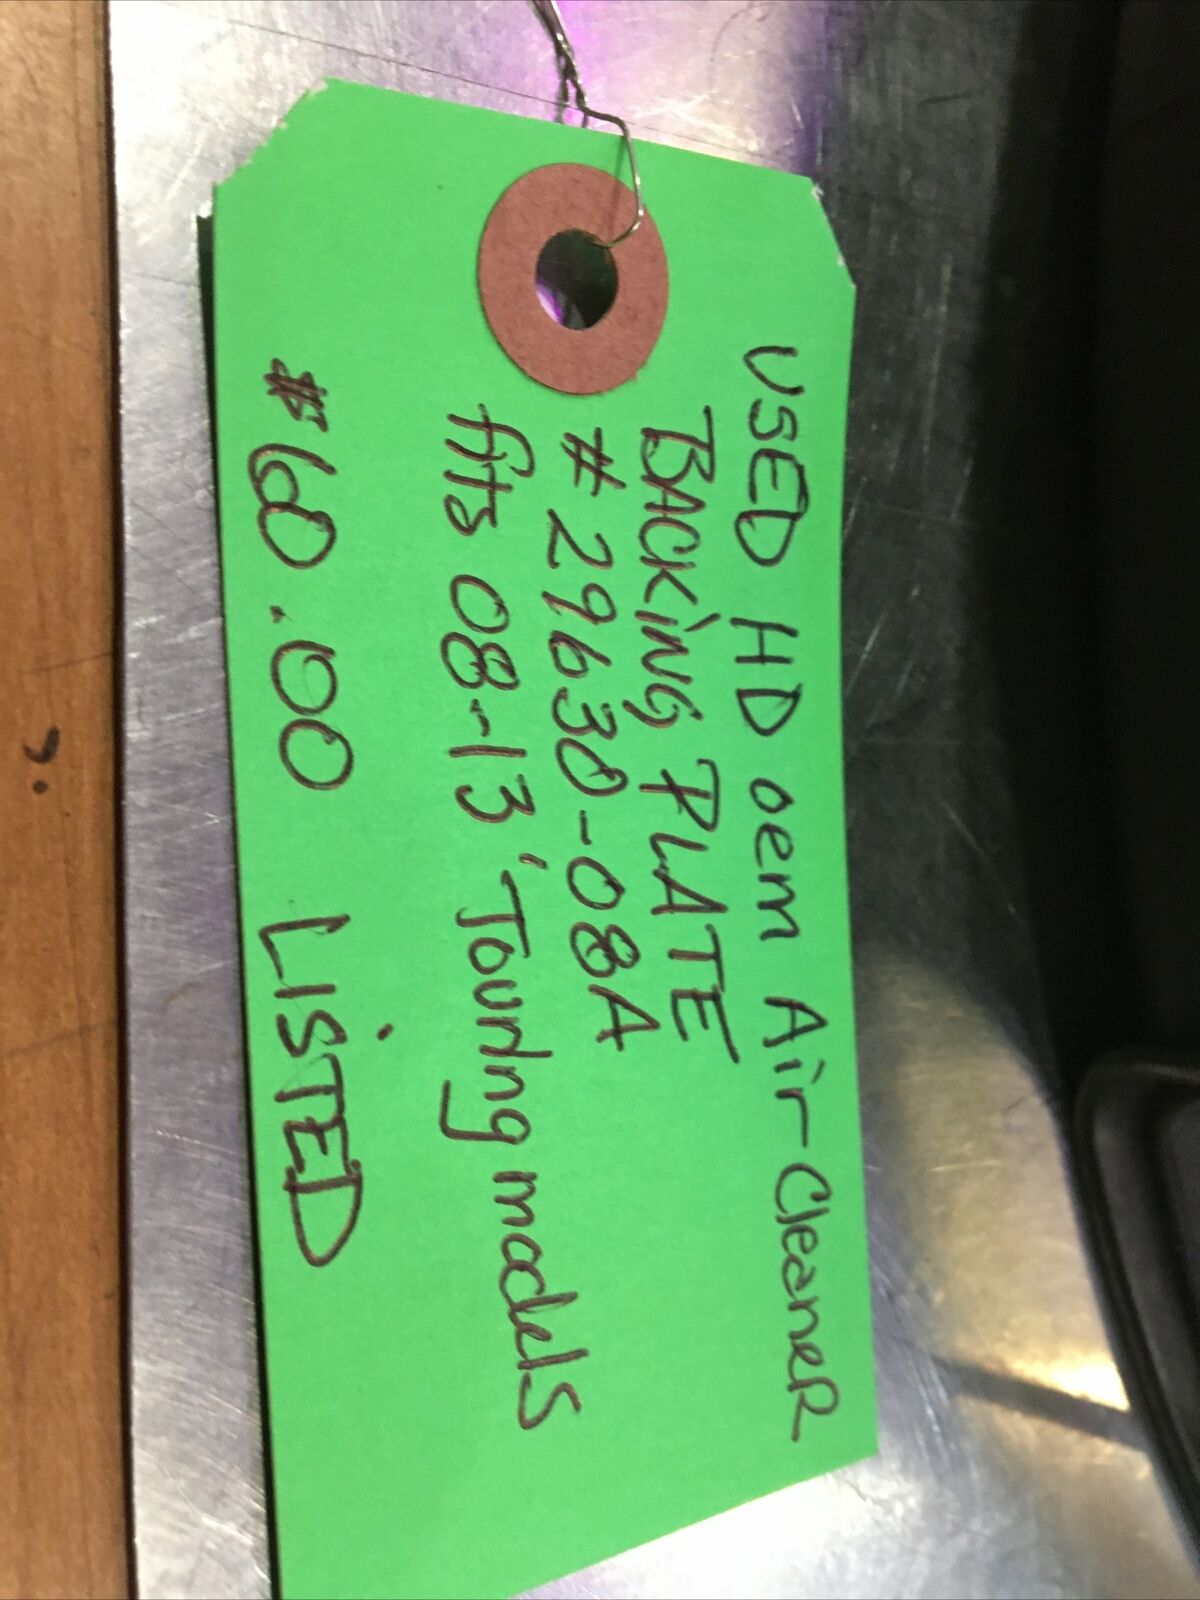 USED HD oem Air-CleaneR
BACKiNG PLATE
# 29630-08A
fits 08-13 'Touring models
$60.00 LiSTED